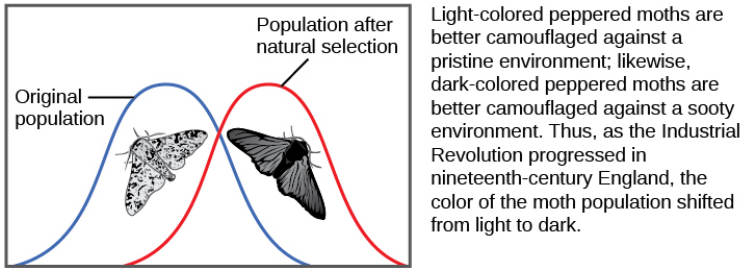 Population after
natural selection
Original
population
Light-colored peppered moths are
better camouflaged against a
pristine environment; likewise,
dark-colored peppered moths are
better camouflaged against a sooty
environment. Thus, as the Industrial
Revolution progressed in
nineteenth-century England, the
color of the moth population shifted
from light to dark.